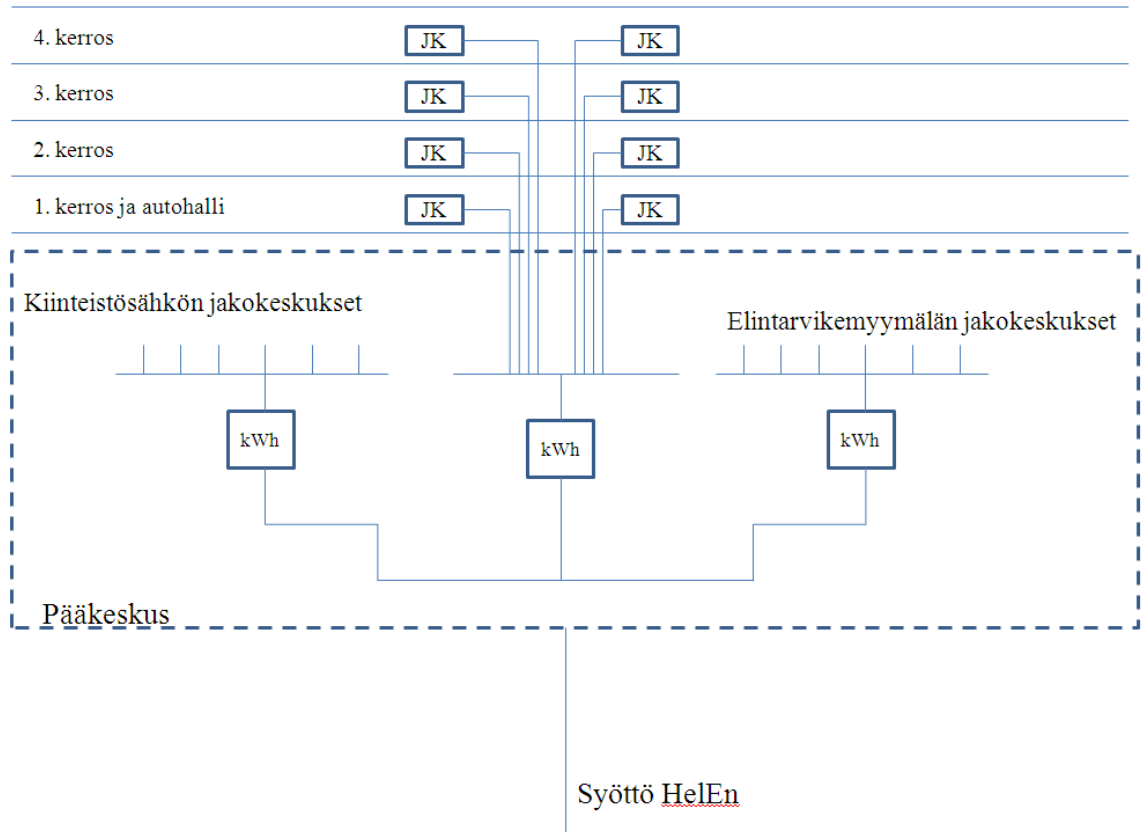 4. kerros
JK
JK
3. kerros
JK
JK
2. kerros
JK
JK
1. kerros ja autohalli
JK
JK
Kiinteistösähkön jakokeskukset
Elintarvikemyymälän jakokeskukset
kWh
kWh
kWh
Pääkeskus
Syöttö HelEn